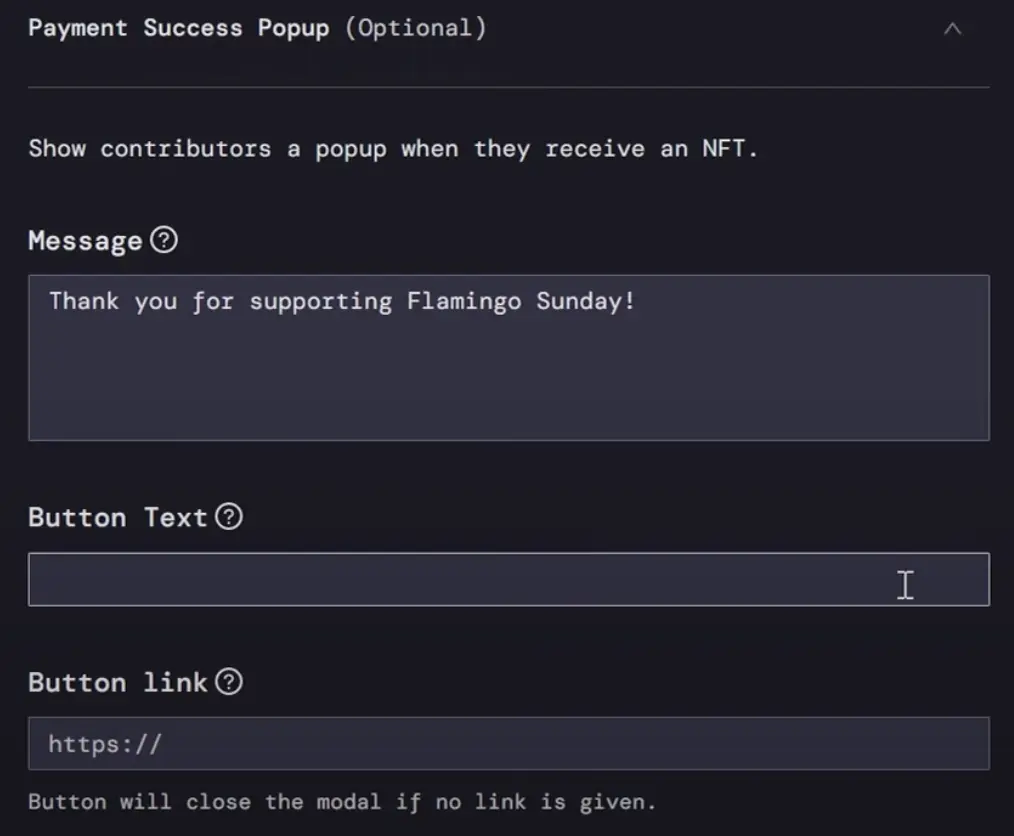 Payment Success Popup (Optional)
Show contributors a popup when they receive an NFT.
Message
Thank you for supporting Flamingo Sunday!
Button Text
Button link
https://
Button will close the modal if no link is given.